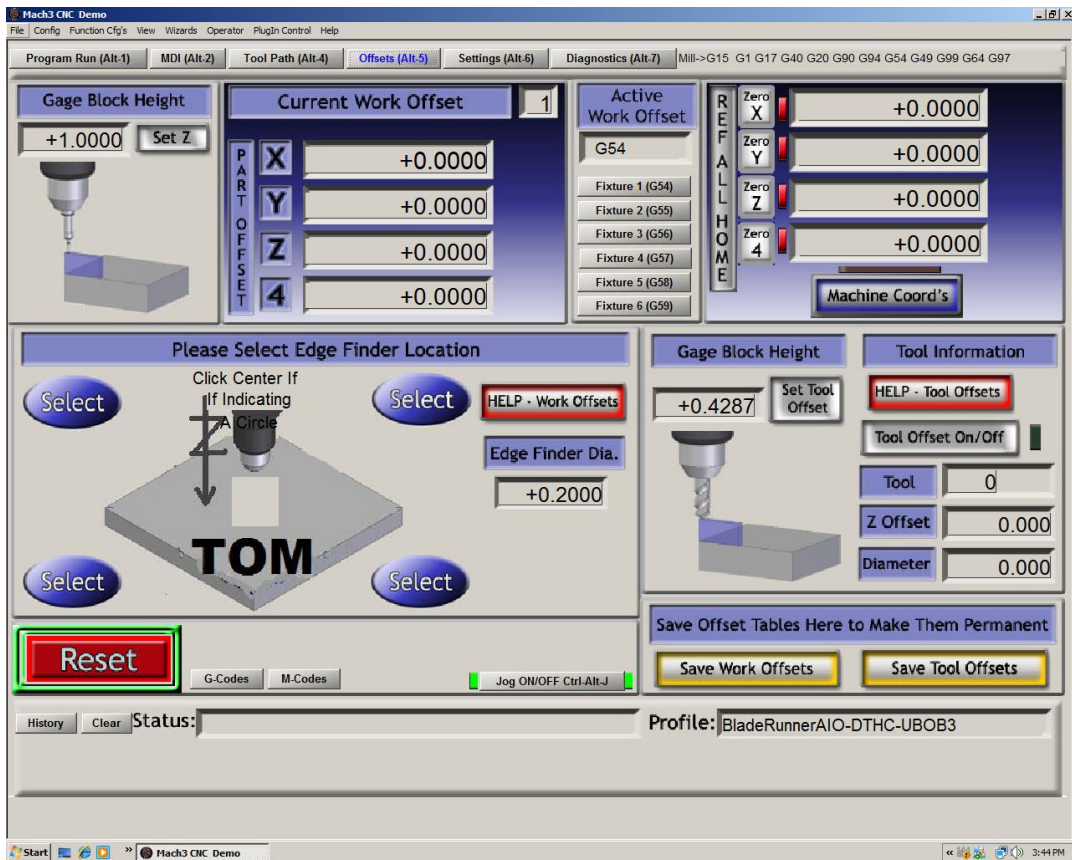 Mach3 CNC Demo
File Config Function Cfg's View Wizards Operator PlugIn Control Help
Program Run (Alt-1) MDI (Alt-2) Tool Path (Alt-4) Offsets (Alt-5) Settings (Alt-6) Diagnostics (Alt-7) Mill->G15 G1 G17 G40 G20 G90 G94 G54 G49 G99 G64 G97
Gage Block Height
+1.0000 Set Z
Current Work Offset 1
PART OFFSET
X +0.0000
Y +0.0000
Z +0.0000
4 +0.0000
Active
Work Offset
G54
Fixture 1 (G54)
Fixture 2 (G55)
Fixture 3 (G56)
Fixture 4 (G57)
Fixture 5 (G58)
Fixture 6 (G59)
REF ALL HOME
Zero X +0.0000
Zero Y +0.0000
Zero Z +0.0000
Zero 4 +0.0000
Machine Coord's
Please Select Edge Finder Location
Select
Click Center If
If Indicating
A Circle
Select
HELP - Work Offsets
Edge Finder Dia.
+0.2000
Z
TOM
Select
Select
Gage Block Height
+0.4287 Set Tool
Offset
Tool Information
HELP - Tool Offsets
Tool Offset On/Off
Tool 0
Z Offset 0.000
Diameter 0.000
Save Offset Tables Here to Make Them Permanent
Save Work Offsets Save Tool Offsets
Reset
G-Codes M-Codes Jog ON/OFF Ctrl-Alt-J
History Clear Status: Profile: BladeRunnerAIO-DTHC-UBOB3
Start » Mach3 CNC Demo « 3:44 PM